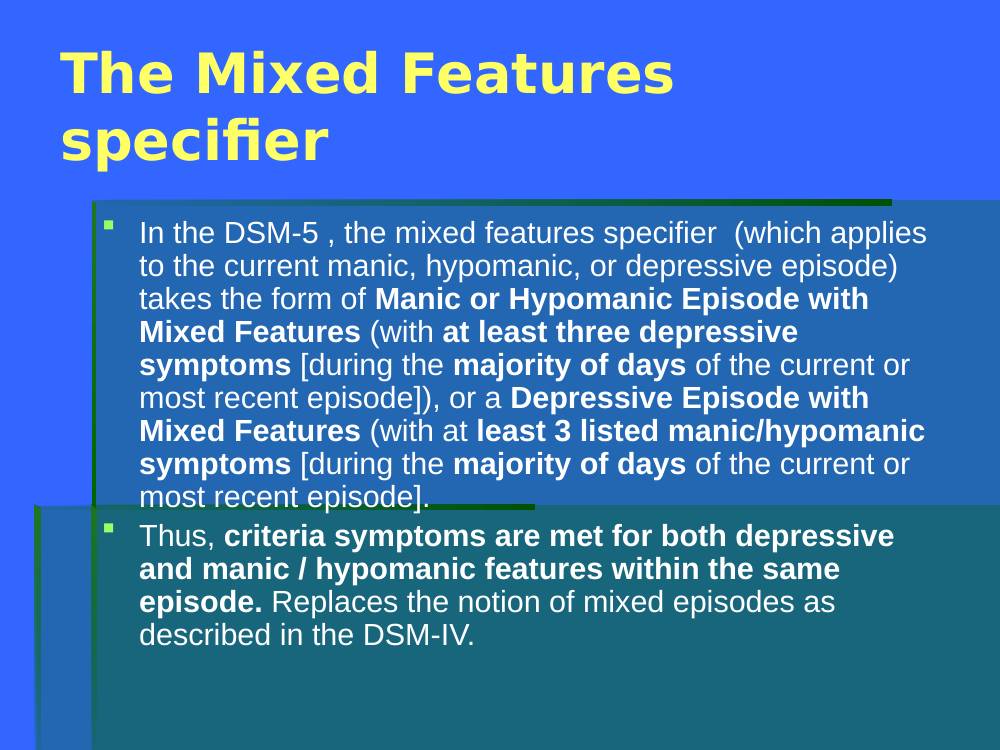 The Mixed Features
specifier
In the DSM-5 , the mixed features specifier  (which applies
to the current manic, hypomanic, or depressive episode)
takes the form of Manic or Hypomanic Episode with
Mixed Features (with at least three depressive
symptoms [during the majority of days of the current or
most recent episode]), or a Depressive Episode with
Mixed Features (with at least 3 listed manic/hypomanic
symptoms [during the majority of days of the current or
most recent episode].
Thus, criteria symptoms are met for both depressive
and manic / hypomanic features within the same
episode. Replaces the notion of mixed episodes as
described in the DSM-IV.